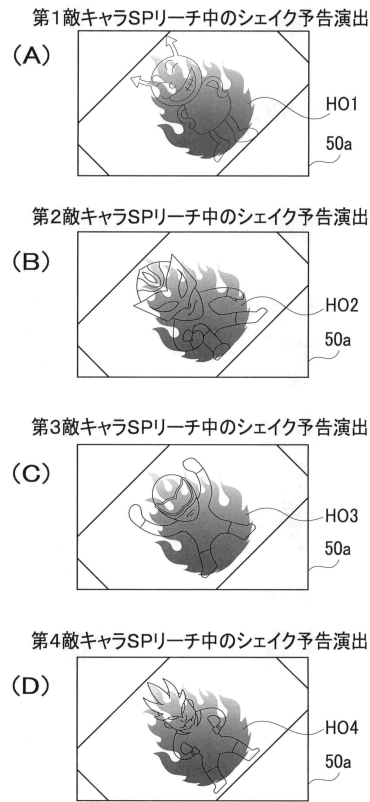 第1敵キャラSPリーチ中のシェイク予告演出
(A)
HO1
50a
第2敵キャラSPリーチ中のシェイク予告演出
(B)
HO2
50a
第3敵キャラSPリーチ中のシェイク予告演出
(C)
HO3
50a
第4敵キャラSPリーチ中のシェイク予告演出
(D)
HO4
50a